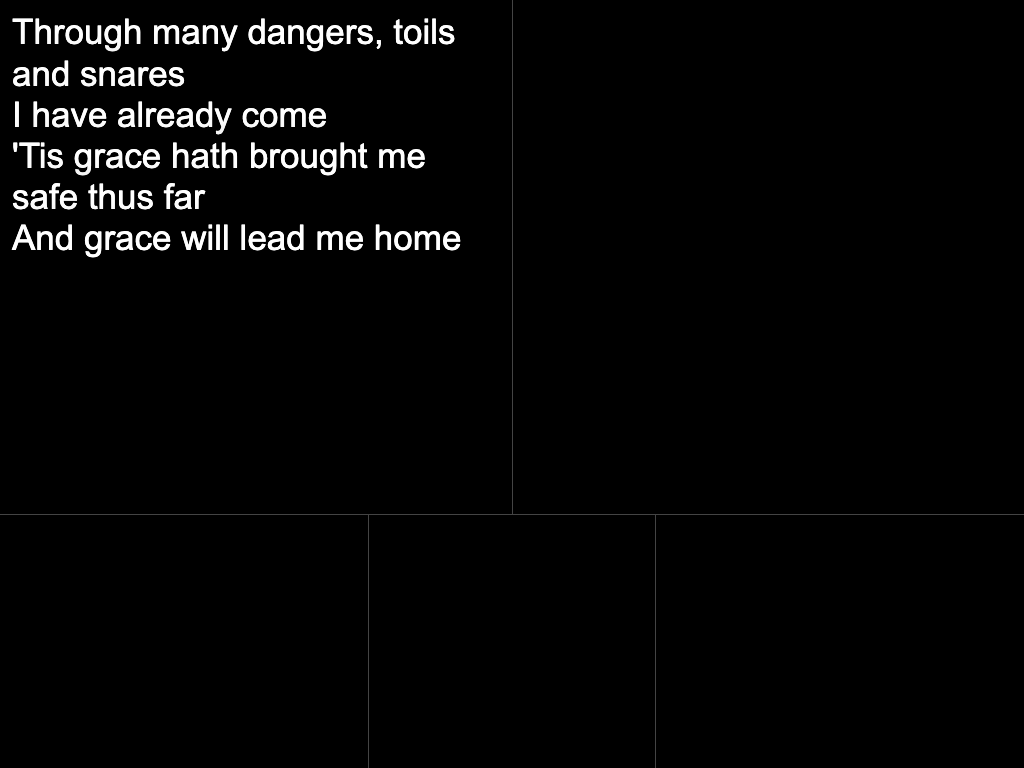 Through many dangers, toils
and snares
I have already come
'Tis grace hath brought me
safe thus far
And grace will lead me home